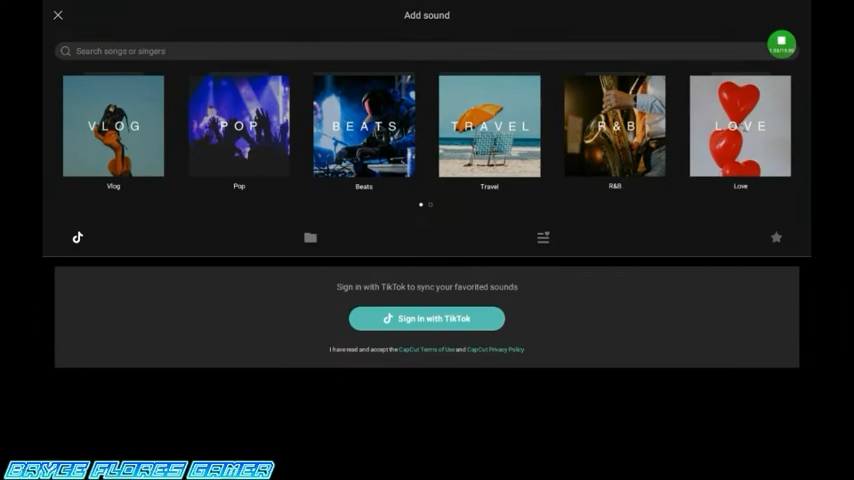 Add sound
Search songs or singers
VLOG
POP
BEATS
TRAVEL
R&B
LOVE
Vlog
Pop
Beats
Travel
R&B
Love
Sign in with TikTok to sync your favorited sounds
Sign in with TikTok
I have read and accept the CapCut Terms of Use and CapCut Privacy Policy
BAYCE FLORES GAMER